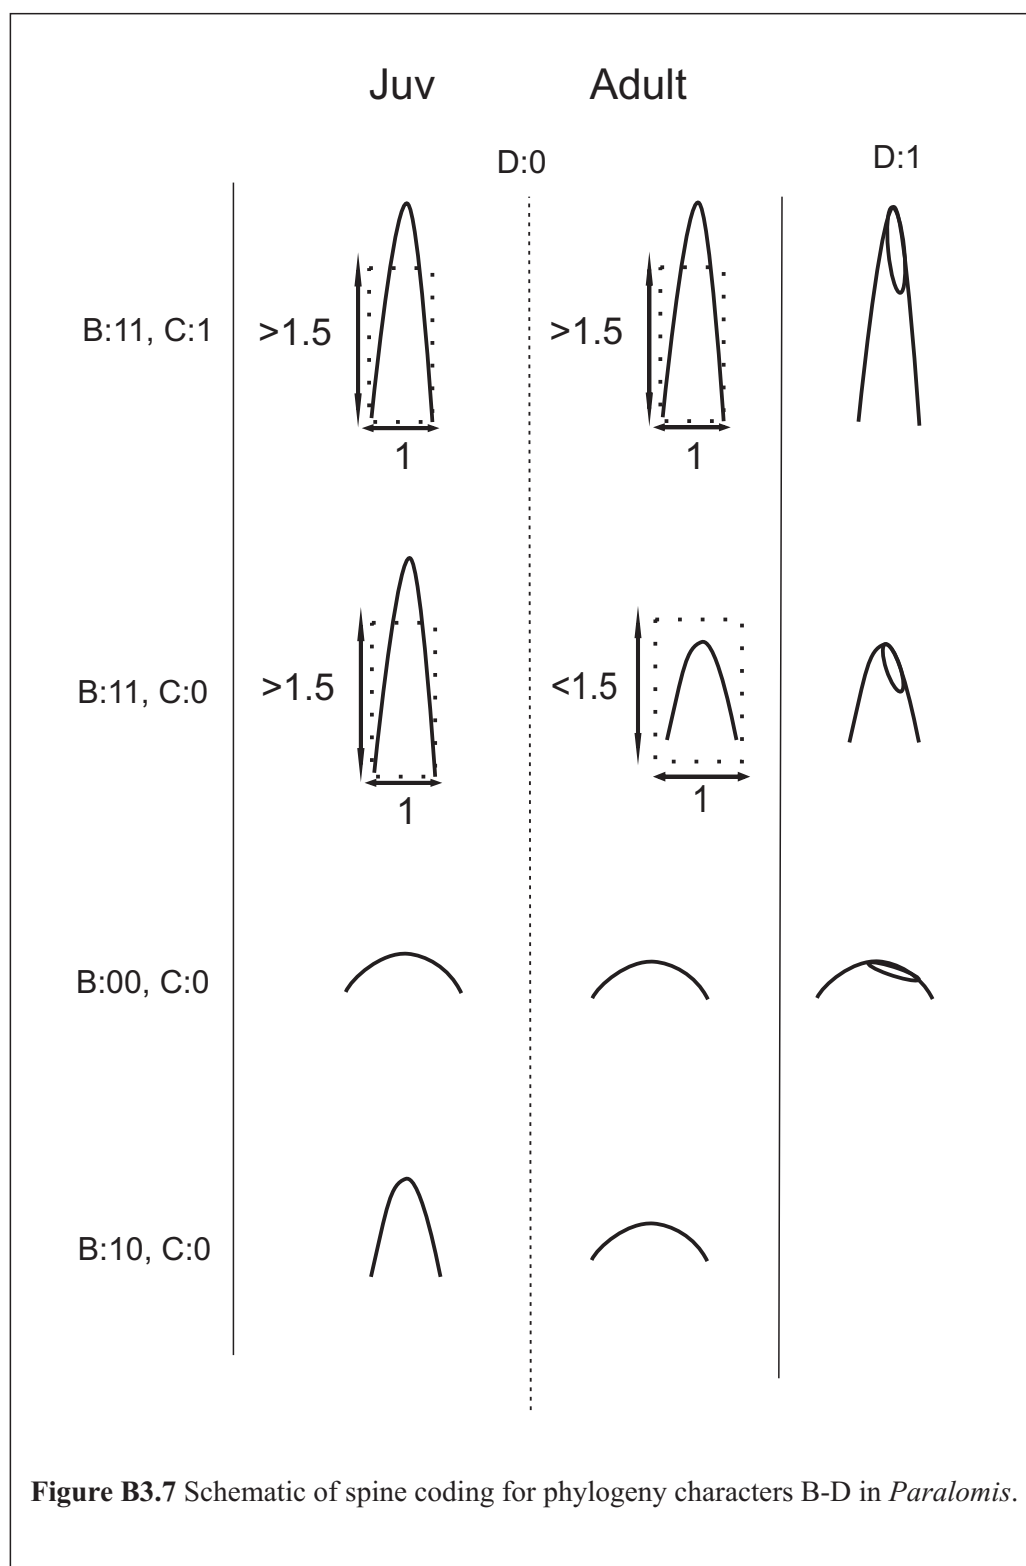 Juv Adult
D:0 D:1
B:11, C:1 >1.5 >1.5
1 1
B:11, C:0 >1.5 <1.5
1 1
B:00, C:0
B:10, C:0
Figure B3.7 Schematic of spine coding for phylogeny characters B-D in Paralomis.